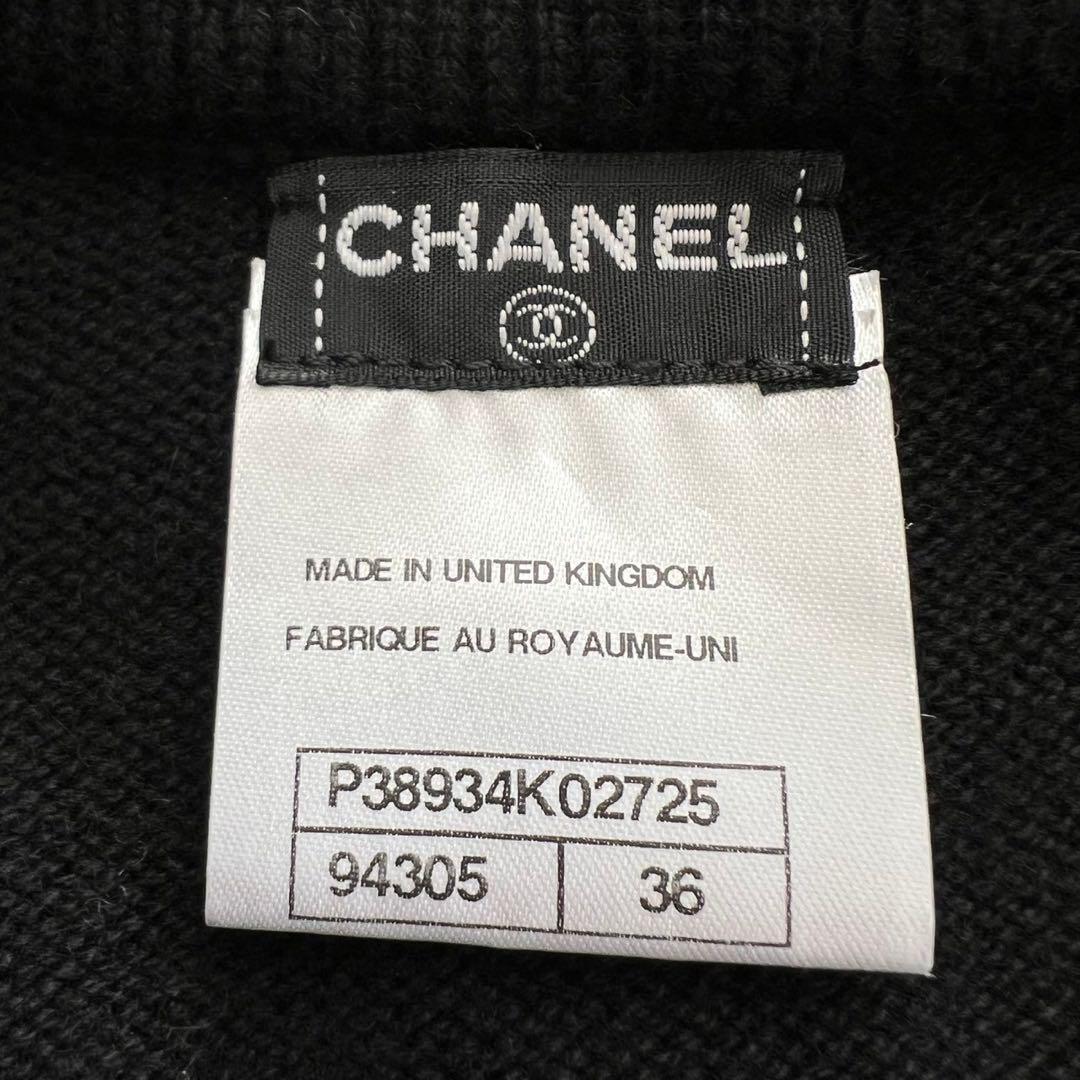 CHANEL
MADE IN UNITED KINGDOM
FABRIQUE AU ROYAUME-UNI
P38934K02725
94305 36